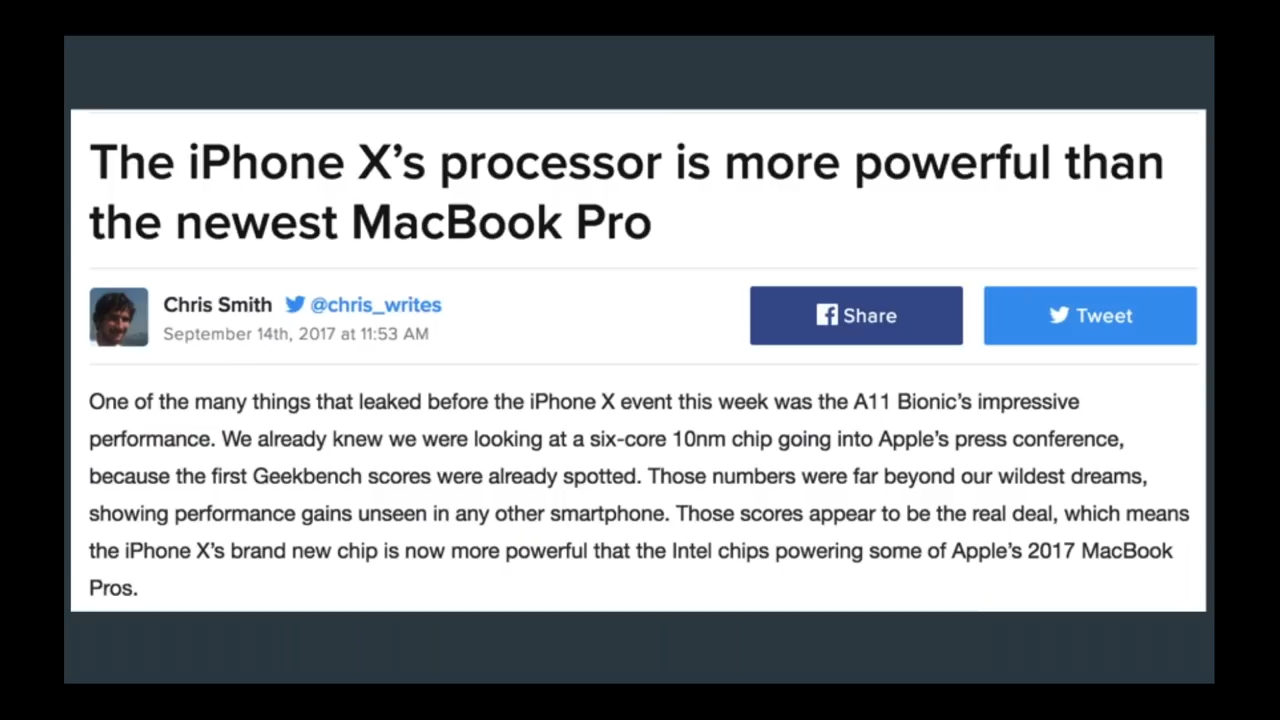 The iPhone X’s processor is more powerful than
the newest MacBook Pro
Chris Smith @chris_writes
September 14th, 2017 at 11:53 AM
Share
Tweet
One of the many things that leaked before the iPhone X event this week was the A11 Bionic’s impressive
performance. We already knew we were looking at a six-core 10nm chip going into Apple’s press conference,
because the first Geekbench scores were already spotted. Those numbers were far beyond our wildest dreams,
showing performance gains unseen in any other smartphone. Those scores appear to be the real deal, which means
the iPhone X’s brand new chip is now more powerful that the Intel chips powering some of Apple’s 2017 MacBook
Pros.